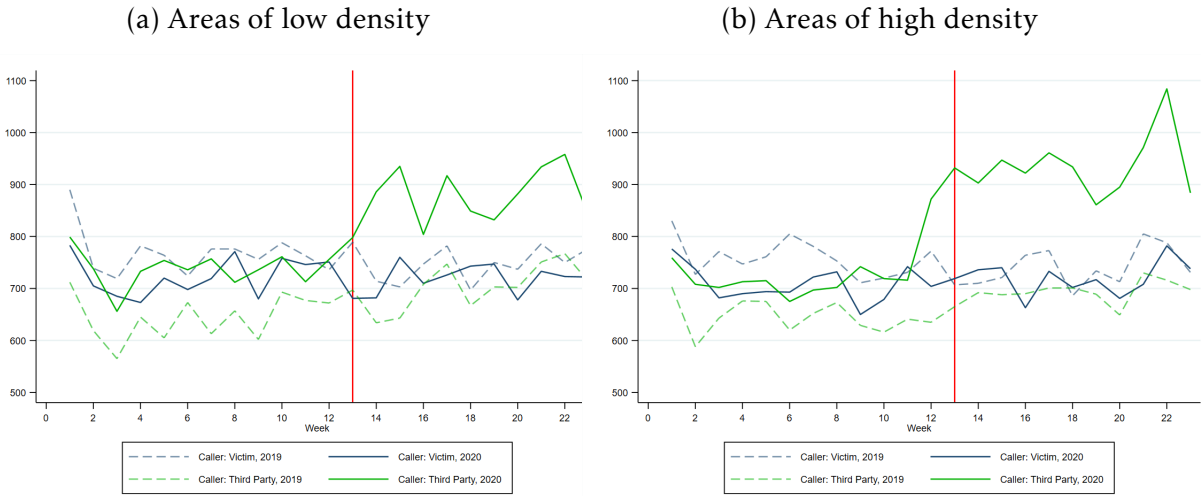 (a) Areas of low density
1100
1000
900
800
700
600
500
0 2 4 6 8 10 12 14 16 18 20 22
Week
Caller: Victim, 2019 Caller: Victim, 2020
Caller: Third Party, 2019 Caller: Third Party, 2020
(b) Areas of high density
1100
1000
900
800
700
600
500
0 2 4 6 8 10 12 14 16 18 20 22
Week
Caller: Victim, 2019 Caller: Victim, 2020
Caller: Third Party, 2019 Caller: Third Party, 2020